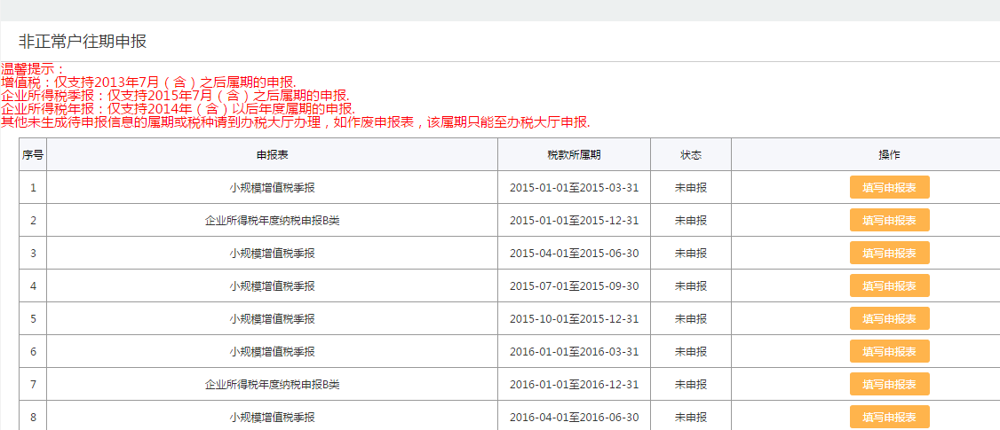 非正常户往期申报
温馨提示：
增值税：仅支持2013年7月（含）之后属期的申报.
企业所得税季报：仅支持2015年7月（含）之后属期的申报.
企业所得税年报：仅支持2014年（含）以后年度属期的申报.
其他未生成待申报信息的属期或税种请到办税大厅办理，如作废申报表，该属期只能至办税大厅申报.
序号 申报表 税款所属期 状态 操作
1 小规模增值税季报 2015-01-01至2015-03-31 未申报 填写申报表
2 企业所得税年度纳税申报B类 2015-01-01至2015-12-31 未申报 填写申报表
3 小规模增值税季报 2015-04-01至2015-06-30 未申报 填写申报表
4 小规模增值税季报 2015-07-01至2015-09-30 未申报 填写申报表
5 小规模增值税季报 2015-10-01至2015-12-31 未申报 填写申报表
6 小规模增值税季报 2016-01-01至2016-03-31 未申报 填写申报表
7 企业所得税年度纳税申报B类 2016-01-01至2016-12-31 未申报 填写申报表
8 小规模增值税季报 2016-04-01至2016-06-30 未申报 填写申报表